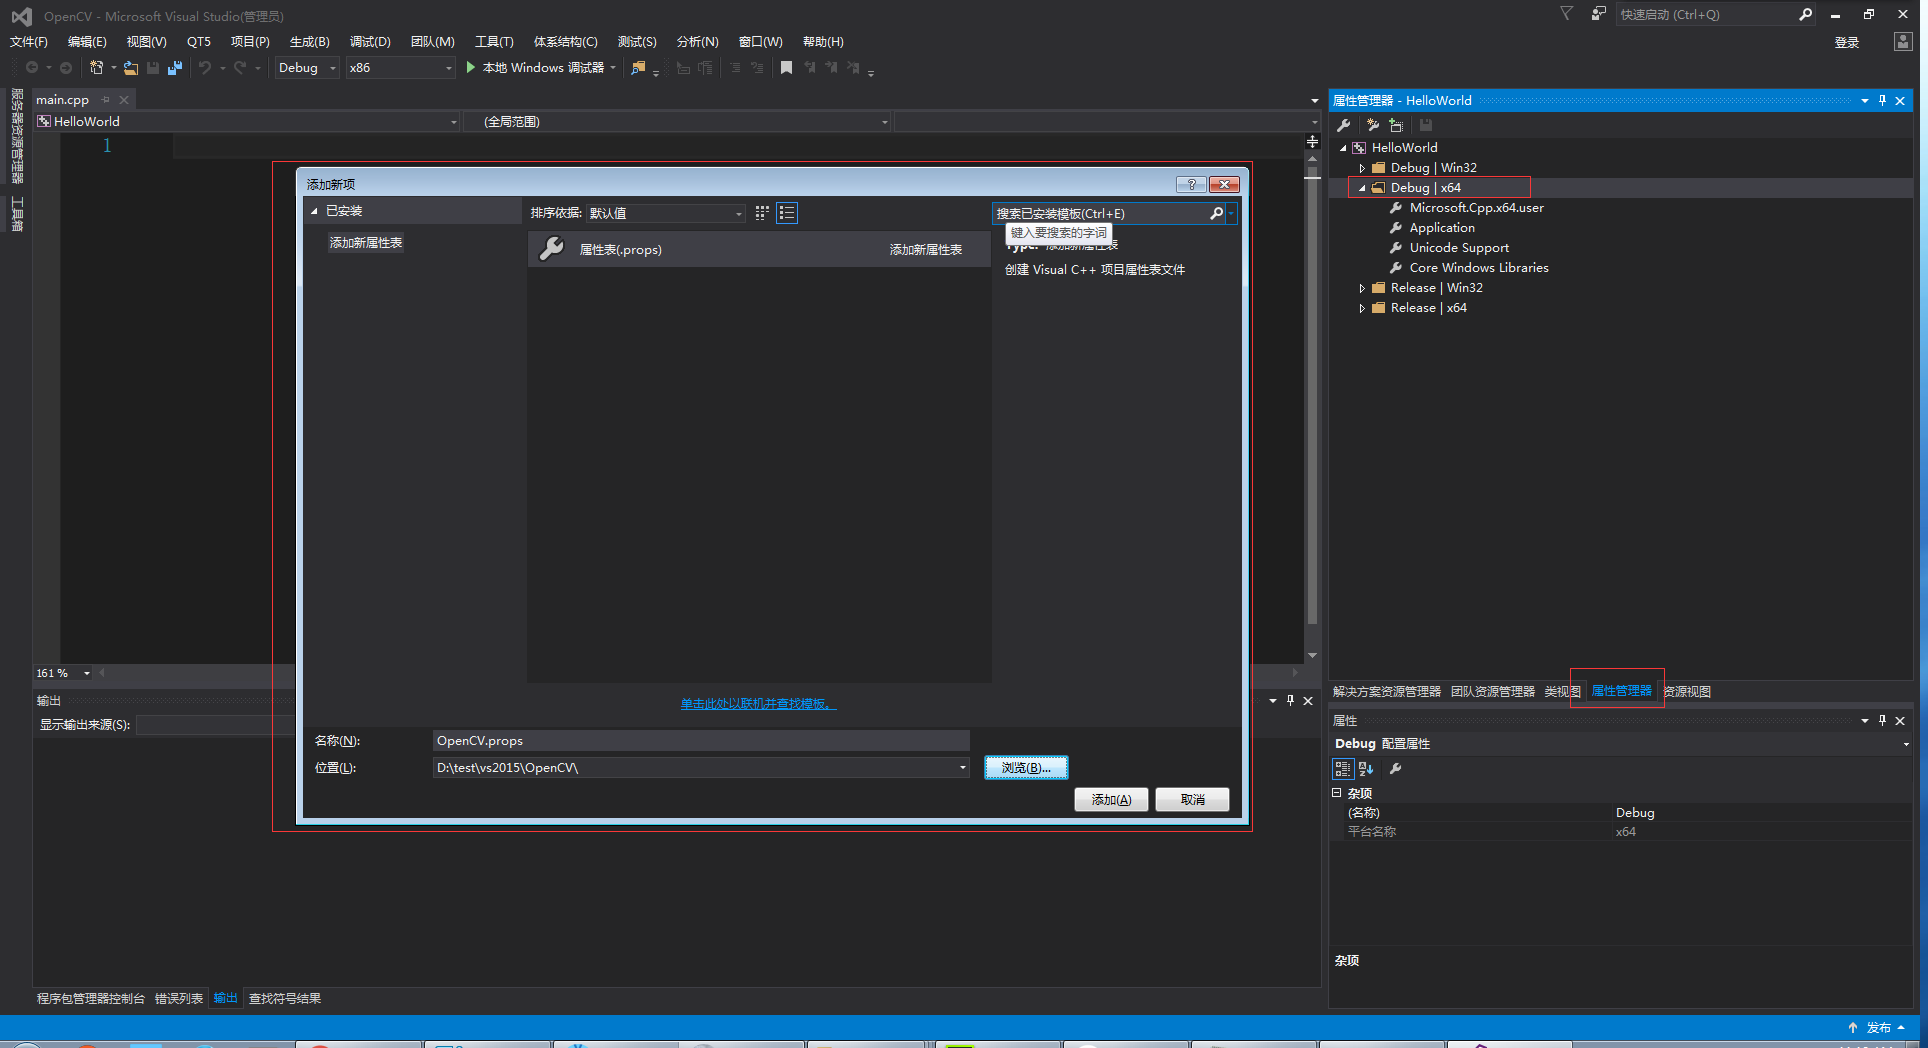 OpenCV - Microsoft Visual Studio(管理员)
快速启动 (Ctrl+Q)
文件(F) 编辑(E) 视图(V) QT5 项目(P) 生成(B) 调试(D) 团队(M) 工具(T) 体系结构(C) 测试(S) 分析(N) 窗口(W) 帮助(H)
登录
Debug x86 本地 Windows 调试器
服务器资源管理器
工具箱
main.cpp
HelloWorld (全局范围)
1
添加新项
已安装
排序依据: 默认值
搜索已安装模板(Ctrl+E)
键入要搜索的字词
添加新属性表
属性表(.props) 添加新属性表
Type: 添加新属性表
创建 Visual C++ 项目属性表文件
单击此处以联机并查找模板。
名称(N): OpenCV.props
位置(L): D:\test\vs2015\OpenCV\
浏览(B)...
添加(A) 取消
161 %
输出
显示输出来源(S):
程序包管理器控制台 错误列表 输出 查找符号结果
属性管理器 - HelloWorld
HelloWorld
Debug | Win32
Debug | x64
Microsoft.Cpp.x64.user
Application
Unicode Support
Core Windows Libraries
Release | Win32
Release | x64
解决方案资源管理器 团队资源管理器 类视图 属性管理器 资源视图
属性
Debug 配置属性
杂项
(名称) Debug
平台名称 x64
杂项
发布